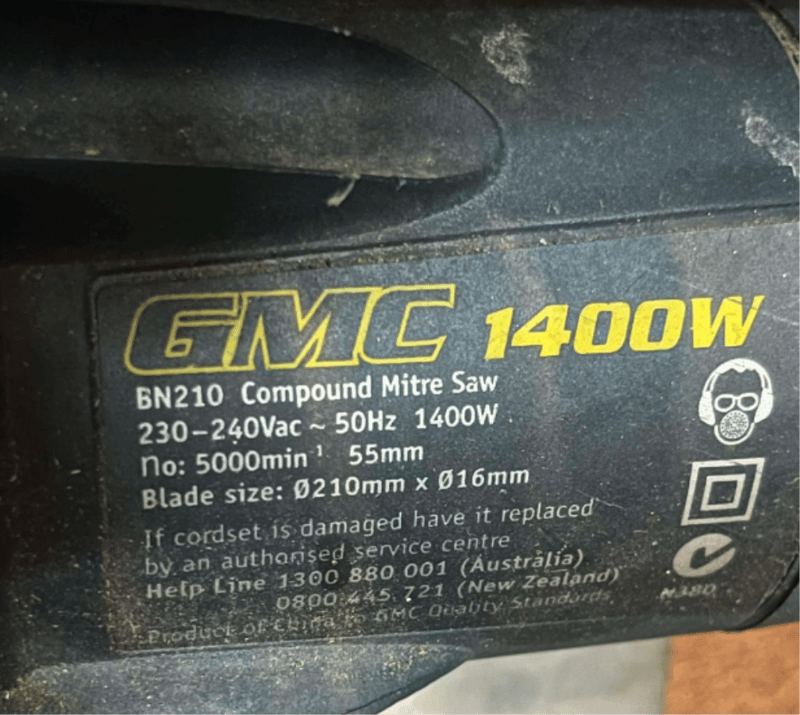 GMC 1400W
BN210 Compound Mitre Saw
230-240Vac ~ 50Hz 1400W
no: 5000min⁻¹ 55mm
Blade size: Ø210mm x Ø16mm
If cordset is damaged have it replaced
by an authorised service centre
Help Line 1300 880 001 (Australia)
0800 445 721 (New Zealand)
Product of China to GMC Quality Standards
N380